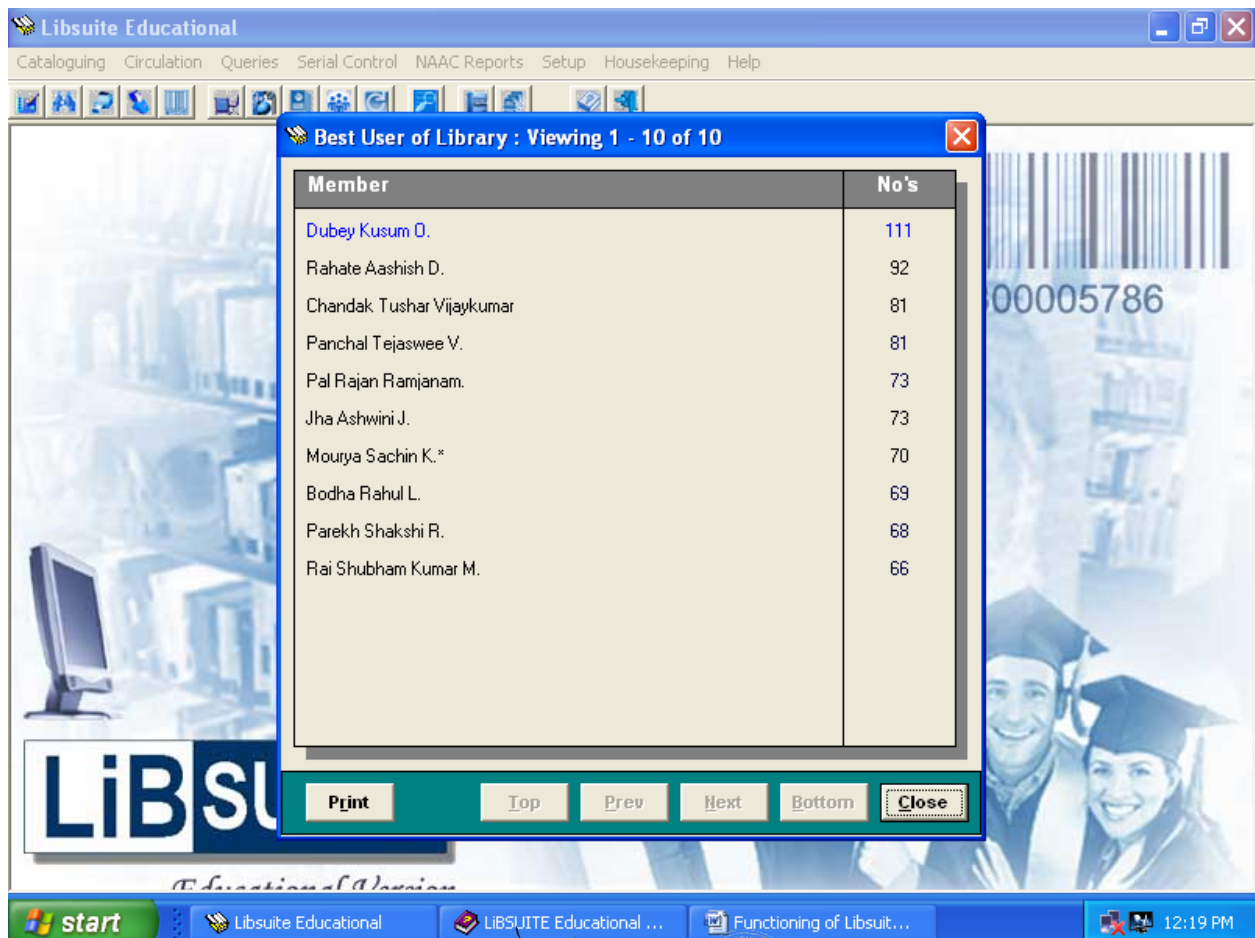 Libsuite Educational
Cataloguing Circulation Queries Serial Control NAAC Reports Setup Housekeeping Help
Best User of Library : Viewing 1 - 10 of 10
Member No's
Dubey Kusum O. 111
Rahate Aashish D. 92
Chandak Tushar Vijaykumar 81
Panchal Tejaswee V. 81
Pal Rajan Ramjanam. 73
Jha Ashwini J. 73
Mourya Sachin K.* 70
Bodha Rahul L. 69
Parekh Shakshi R. 68
Rai Shubham Kumar M. 66
00005786
Print Top Prev Next Bottom Close
LiBSU
Educational Version
start Libsuite Educational LiBSUITE Educational ... Functioning of Libsuit... 12:19 PM